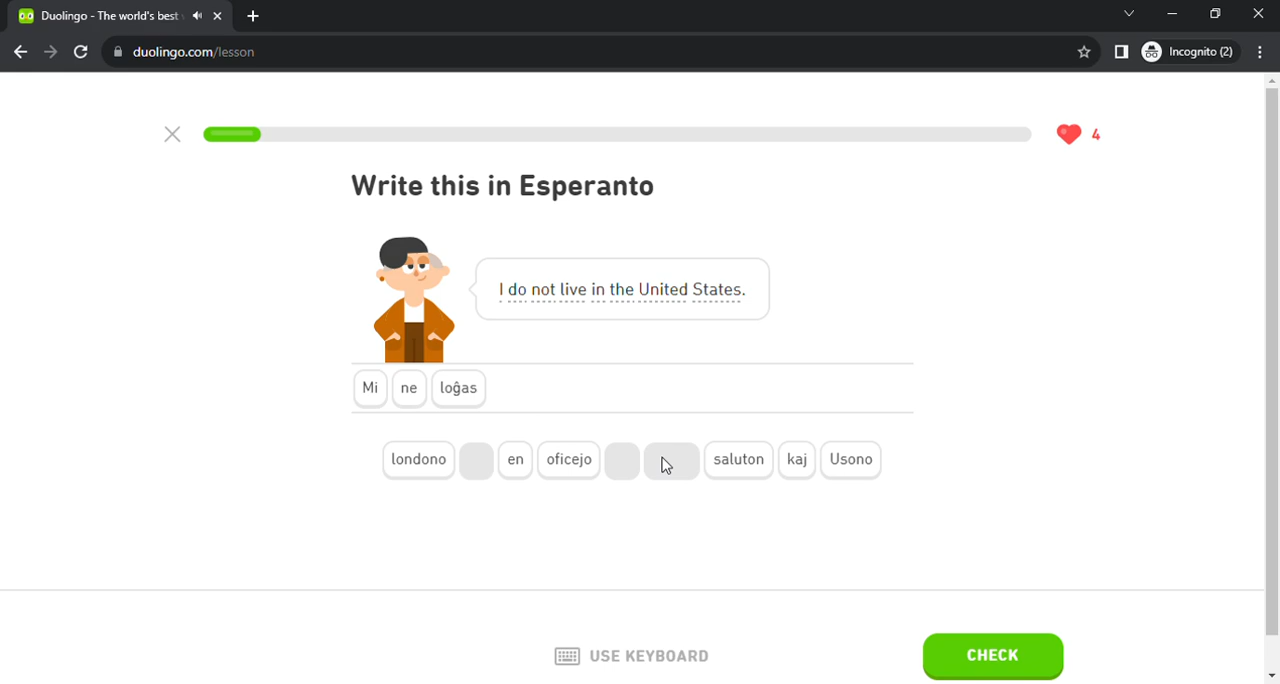 Duolingo - The world's best
duolingo.com/lesson
Incognito (2)
4
Write this in Esperanto
I do not live in the United States.
Mi ne loĝas
londono en oficejo saluton kaj Usono
USE KEYBOARD
CHECK